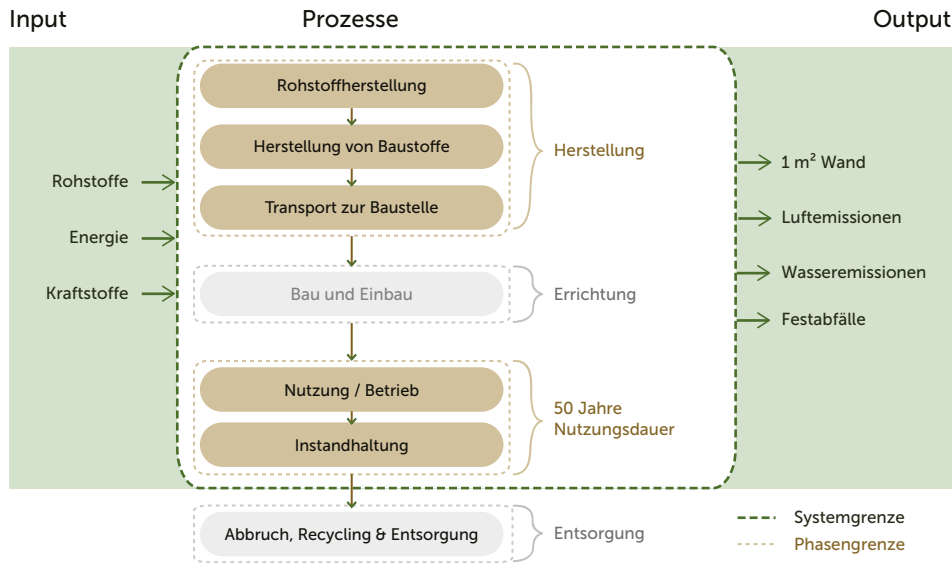 Input
Prozesse
Output
Rohstoffherstellung
Herstellung von Baustoffe
Transport zur Baustelle
Herstellung
Rohstoffe
Energie
Kraftstoffe
1 m² Wand
Luftemissionen
Wasseremissionen
Festabfälle
Bau und Einbau
Errichtung
Nutzung / Betrieb
Instandhaltung
50 Jahre
Nutzungsdauer
Abbruch, Recycling & Entsorgung
Entsorgung
Systemgrenze
Phasengrenze